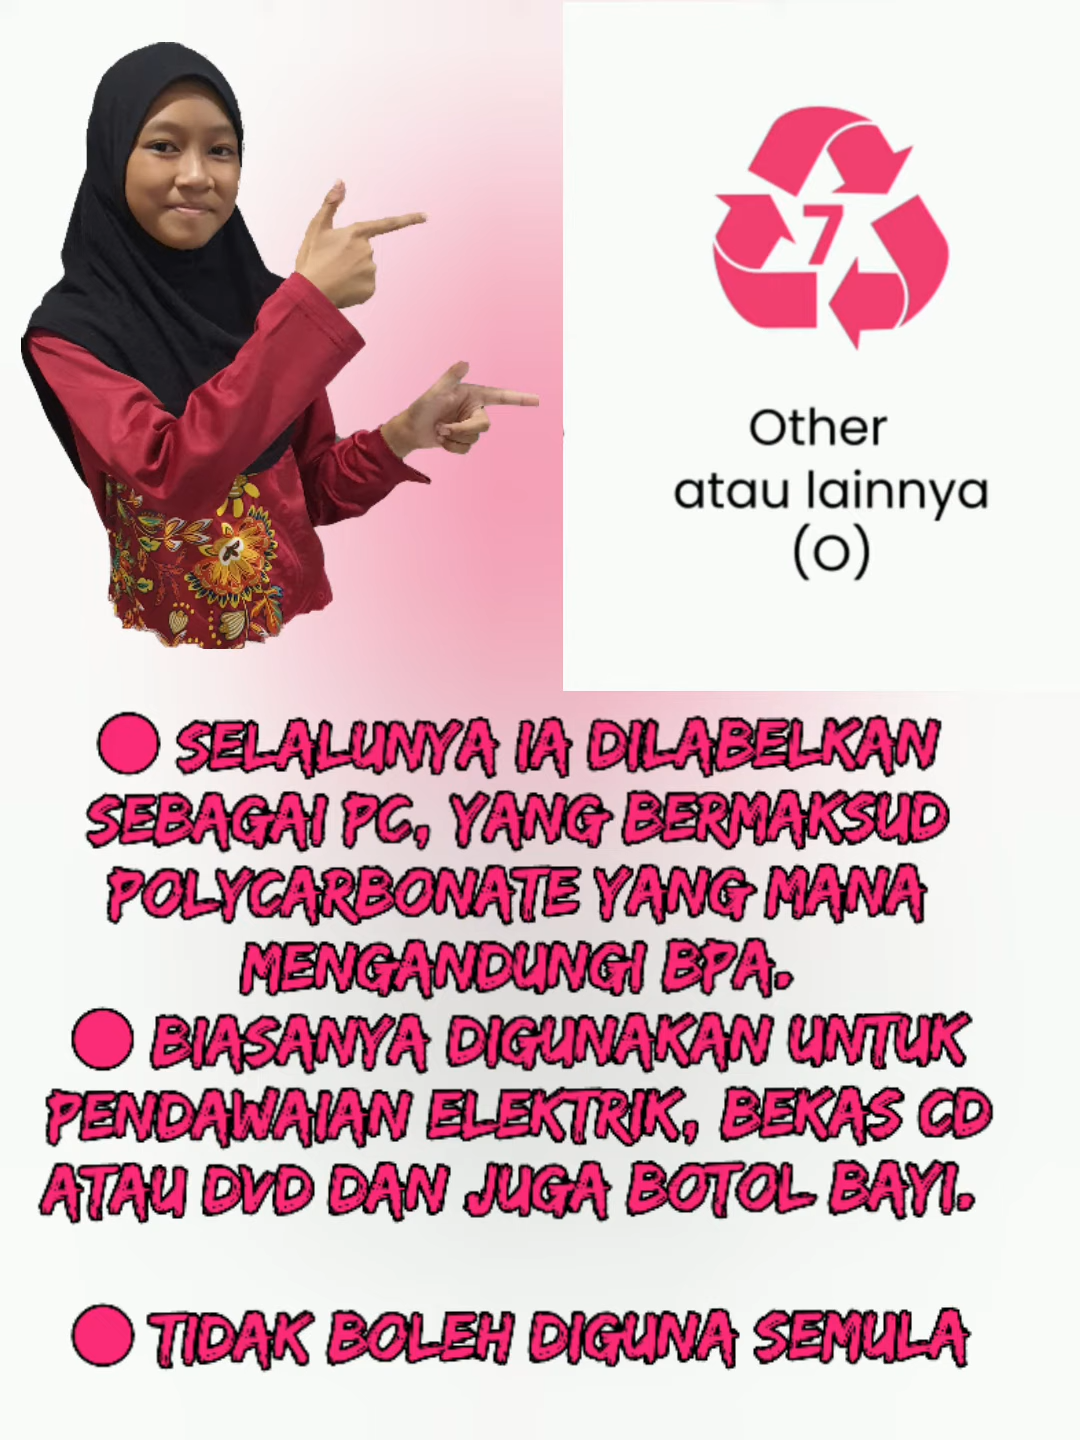 7
Other
atau lainnya
(O)
SELALUNYA IA DILABELKAN
SEBAGAI PC, YANG BERMAKSUD
POLYCARBONATE YANG MANA
MENGANDUNGI BPA.
BIASANYA DIGUNAKAN UNTUK
PENDAWAIAN ELEKTRIK, BEKAS CD
ATAU DVD DAN JUGA BOTOL BAYI.
TIDAK BOLEH DIGUNA SEMULA